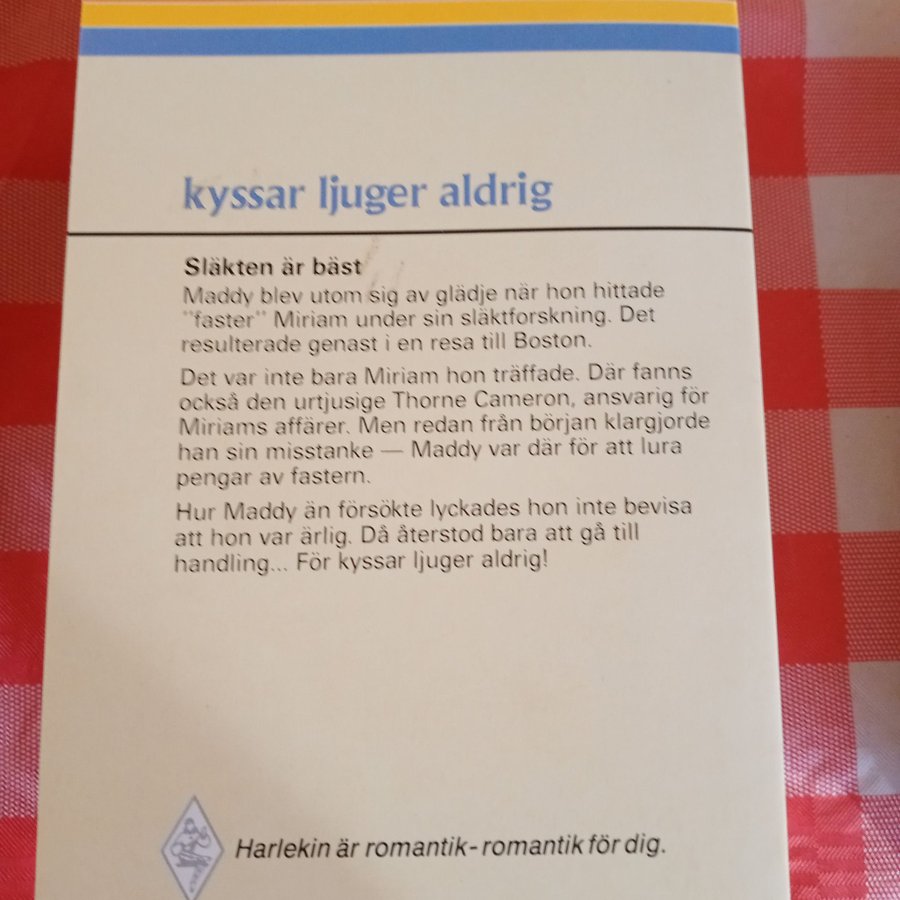 kyssar ljuger aldrig
Släkten är bäst
Maddy blev utom sig av glädje när hon hittade
"faster" Miriam under sin släktforskning. Det
resulterade genast i en resa till Boston.
Det var inte bara Miriam hon träffade. Där fanns
också den urtjusige Thorne Cameron, ansvarig för
Miriams affärer. Men redan från början klargjorde
han sin misstanke — Maddy var där för att lura
pengar av fastern.
Hur Maddy än försökte lyckades hon inte bevisa
att hon var ärlig. Då återstod bara att gå till
handling... För kyssar ljuger aldrig!
Harlekin är romantik - romantik för dig.